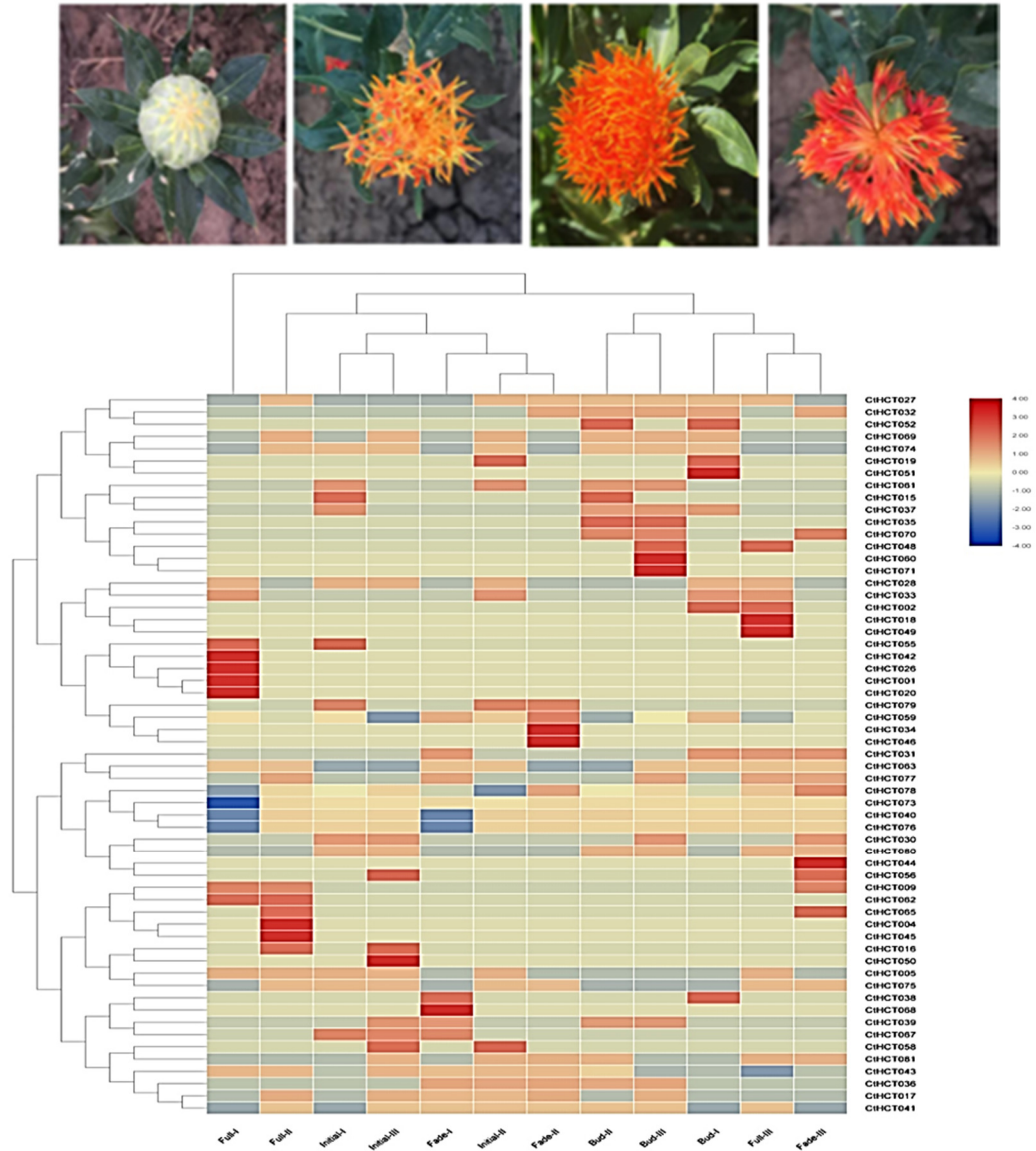 CtHCT027
CtHCT032
CtHCT052
CtHCT069
CtHCT074
CtHCT019
CtHCT051
CtHCT061
CtHCT015
CtHCT037
CtHCT035
CtHCT070
CtHCT048
CtHCT060
CtHCT071
CtHCT028
CtHCT033
CtHCT002
CtHCT018
CtHCT049
CtHCT055
CtHCT042
CtHCT026
CtHCT001
CtHCT020
CtHCT079
CtHCT059
CtHCT034
CtHCT046
CtHCT031
CtHCT063
CtHCT077
CtHCT078
CtHCT073
CtHCT040
CtHCT076
CtHCT030
CtHCT080
CtHCT044
CtHCT056
CtHCT009
CtHCT062
CtHCT065
CtHCT004
CtHCT045
CtHCT016
CtHCT050
CtHCT005
CtHCT075
CtHCT038
CtHCT068
CtHCT039
CtHCT067
CtHCT058
CtHCT081
CtHCT043
CtHCT036
CtHCT017
CtHCT041
4.00
3.00
2.00
1.00
0.00
-1.00
-2.00
-3.00
-4.00
Full-I
Full-II
Initial-I
Initial-III
Fade-I
Initial-II
Fade-II
Bud-II
Bud-III
Bud-I
Full-III
Fade-III